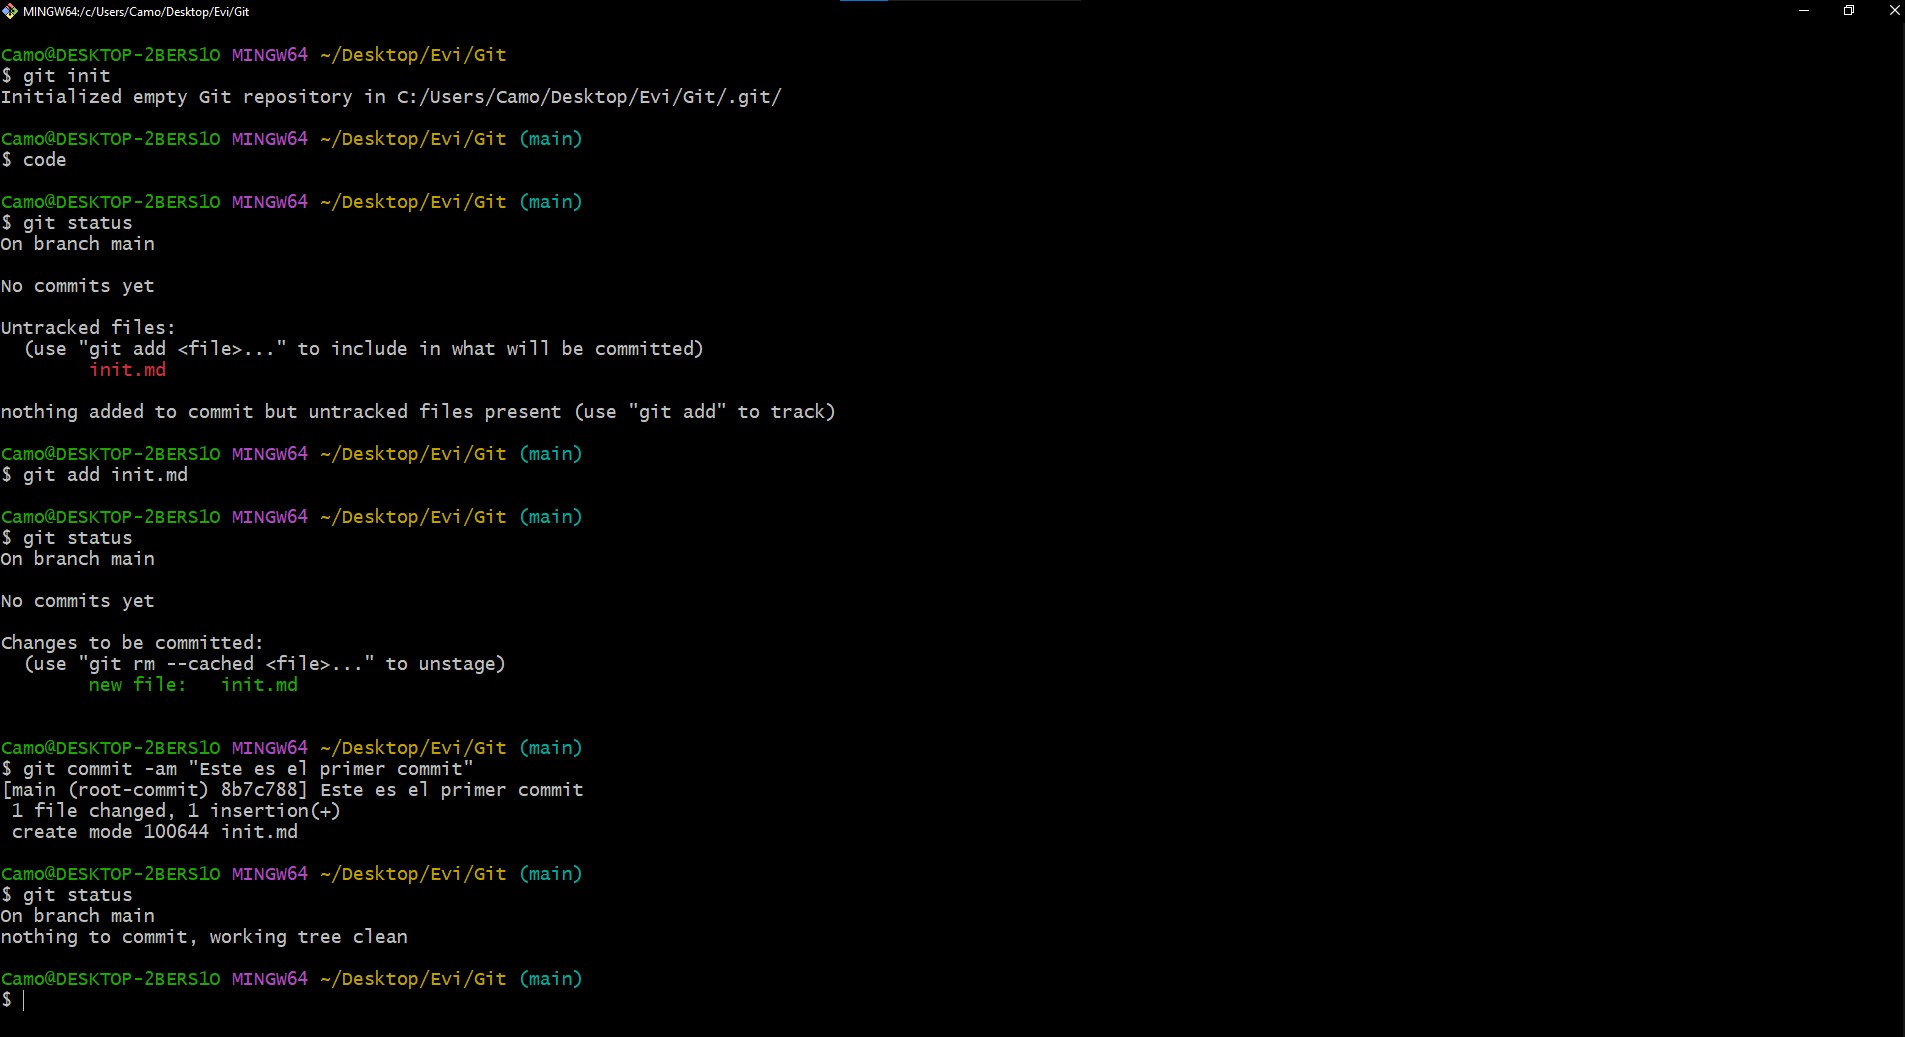 MINGW64:/c/Users/Camo/Desktop/Evi/Git
Camo@DESKTOP-2BERS1O MINGW64 ~/Desktop/Evi/Git
$ git init
Initialized empty Git repository in C:/Users/Camo/Desktop/Evi/Git/.git/
Camo@DESKTOP-2BERS1O MINGW64 ~/Desktop/Evi/Git (main)
$ code
Camo@DESKTOP-2BERS1O MINGW64 ~/Desktop/Evi/Git (main)
$ git status
On branch main
No commits yet
Untracked files:
  (use "git add <file>..." to include in what will be committed)
        init.md
nothing added to commit but untracked files present (use "git add" to track)
Camo@DESKTOP-2BERS1O MINGW64 ~/Desktop/Evi/Git (main)
$ git add init.md
Camo@DESKTOP-2BERS1O MINGW64 ~/Desktop/Evi/Git (main)
$ git status
On branch main
No commits yet
Changes to be committed:
  (use "git rm --cached <file>..." to unstage)
        new file:   init.md
Camo@DESKTOP-2BERS1O MINGW64 ~/Desktop/Evi/Git (main)
$ git commit -am "Este es el primer commit"
[main (root-commit) 8b7c788] Este es el primer commit
 1 file changed, 1 insertion(+)
 create mode 100644 init.md
Camo@DESKTOP-2BERS1O MINGW64 ~/Desktop/Evi/Git (main)
$ git status
On branch main
nothing to commit, working tree clean
Camo@DESKTOP-2BERS1O MINGW64 ~/Desktop/Evi/Git (main)
$